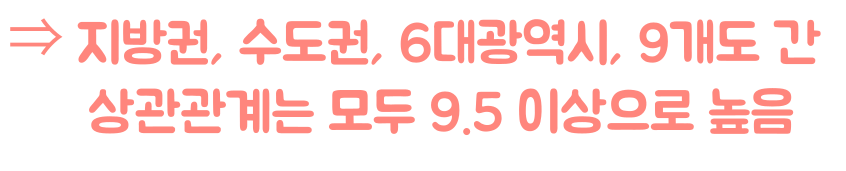 ⇒ 지방권, 수도권, 6대광역시, 9개도 간
상관관계는 모두 9.5 이상으로 높음